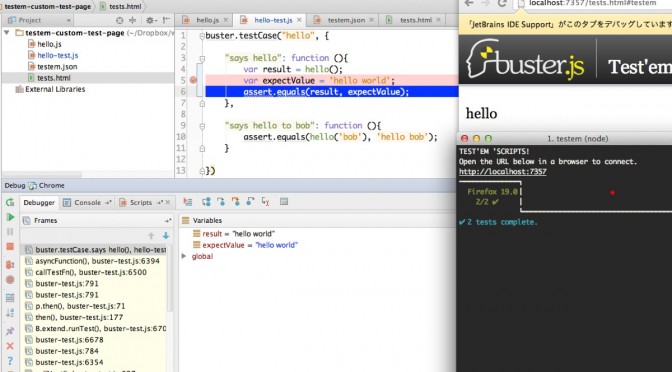 testem-custom-test-page
tests.html
Project
testem-custom-test-page (~/Dropbox/w
hello.js
hello-test.js
testem.json
tests.html
External Libraries
hello.js
hello-test.js
testem.json
tests.html
1
2
3
4
5
6
7
8
9
10
11
12
13
buster.testCase("hello", {
"says hello": function (){
var result = hello();
var expectValue = 'hello world';
assert.equals(result, expectValue);
},
"says hello to bob": function (){
assert.equals(hello('bob'), 'hello bob');
}
})
Debug
Chrome
Debugger
Console
Scripts
Frames
Variables
buster.testCase.says hello(), hello-test
asyncFunction(), buster-test.js:6394
callTestFn(), buster-test.js:6500
buster-test.js:791
buster-test.js:791
p.then(), buster-test.js:71
then(), buster-test.js:177
B.extend.runTest(), buster-test.js:670
buster-test.js:6678
buster-test.js:784
buster-test.js:6354
result = "hello world"
expectValue = "hello world"
global
localhost:7357/tests.html#testem
「JetBrains IDE Support」がこのタブをデバッグしています
buster.js
Test'em
hello
1. testem (node)
TEST'EM 'SCRIPTS!
Open the URL below in a browser to connect.
http://localhost:7357
Firefox 19.0
2/2 ✔
✔ 2 tests complete.